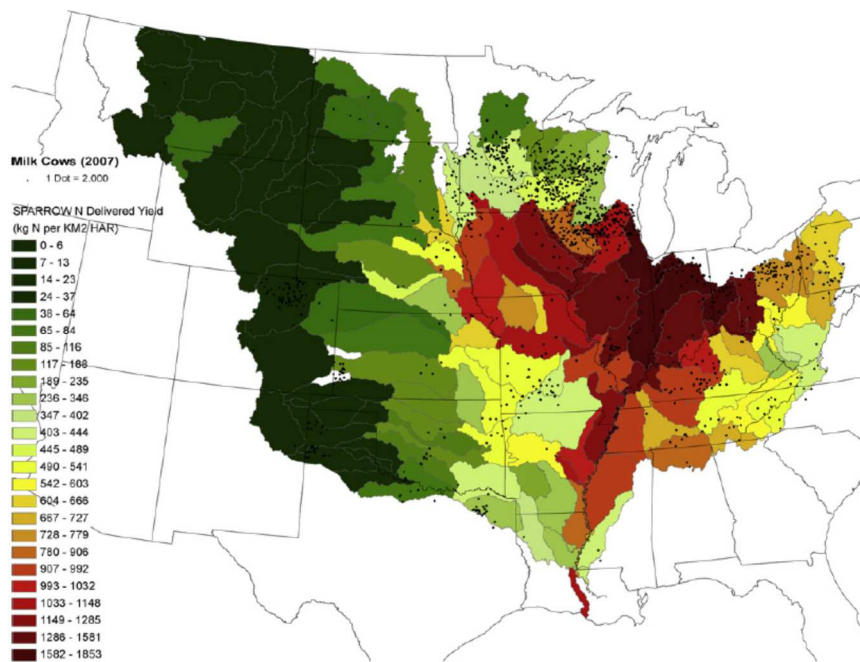 Milk Cows (2007)
. 1 Dot = 2,000
SPARROW N Delivered Yield
(kg N per KM2 HAR)
0 - 6
7 - 13
14 - 23
24 - 37
38 - 64
65 - 84
85 - 116
117 - 188
189 - 235
236 - 346
347 - 402
403 - 444
445 - 489
490 - 541
542 - 603
604 - 666
667 - 727
728 - 779
780 - 906
907 - 992
993 - 1032
1033 - 1148
1149 - 1285
1286 - 1581
1582 - 1853